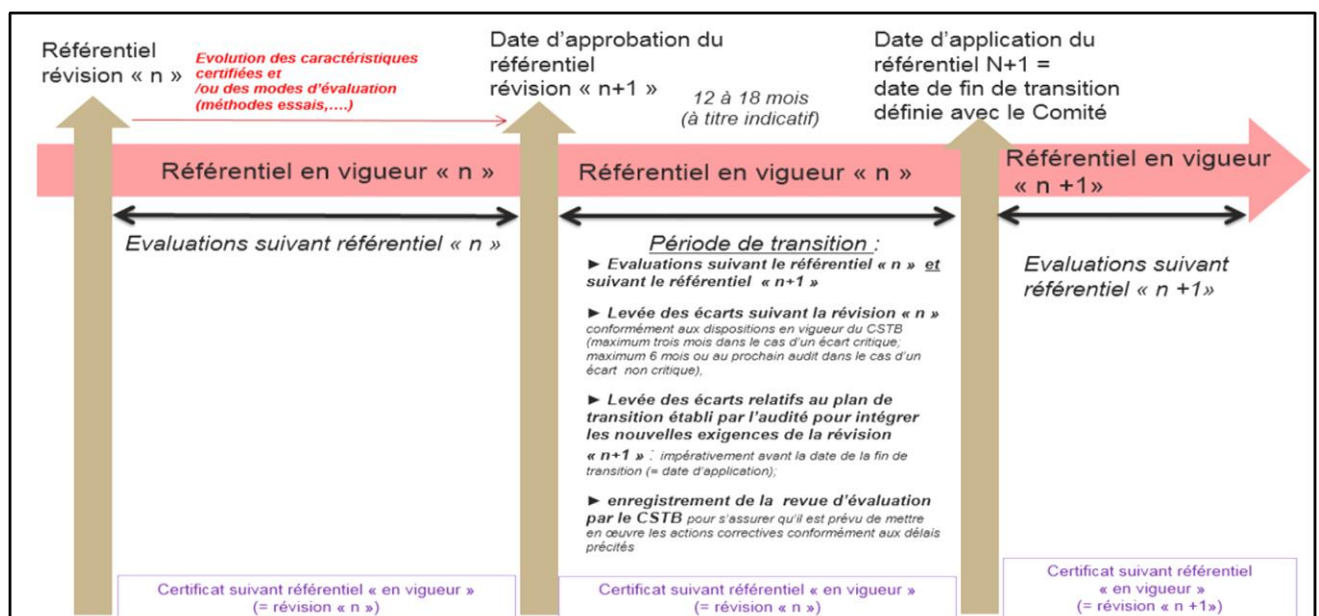 Référentiel
révision « n »
Evolution des caractéristiques
certifiées et
/ou des modes d'évaluation
(méthodes essais,....)
Date d'approbation du
référentiel
révision « n+1 »
12 à 18 mois
(à titre indicatif)
Date d'application du
référentiel N+1 =
date de fin de transition
définie avec le Comité
Référentiel en vigueur « n »
Référentiel en vigueur « n »
Référentiel en vigueur
« n +1»
Evaluations suivant référentiel « n »
Période de transition :
► Evaluations suivant le référentiel « n » et
suivant le référentiel « n+1 »
► Levée des écarts suivant la révision « n »
conformément aux dispositions en vigueur du CSTB
(maximum trois mois dans le cas d'un écart critique;
maximum 6 mois ou au prochain audit dans le cas d'un
écart non critique),
► Levée des écarts relatifs au plan de
transition établi par l'audité pour intégrer
les nouvelles exigences de la révision
« n+1 » : impérativement avant la date de la fin de
transition (= date d'application);
► enregistrement de la revue d'évaluation
par le CSTB pour s'assurer qu'il est prévu de mettre
en œuvre les actions correctives conformément aux délais
précités
Evaluations suivant
référentiel « n +1»
Certificat suivant référentiel « en vigueur »
(= révision « n »)
Certificat suivant référentiel « en vigueur »
(= révision « n »)
Certificat suivant référentiel
« en vigueur »
(= révision « n +1»)